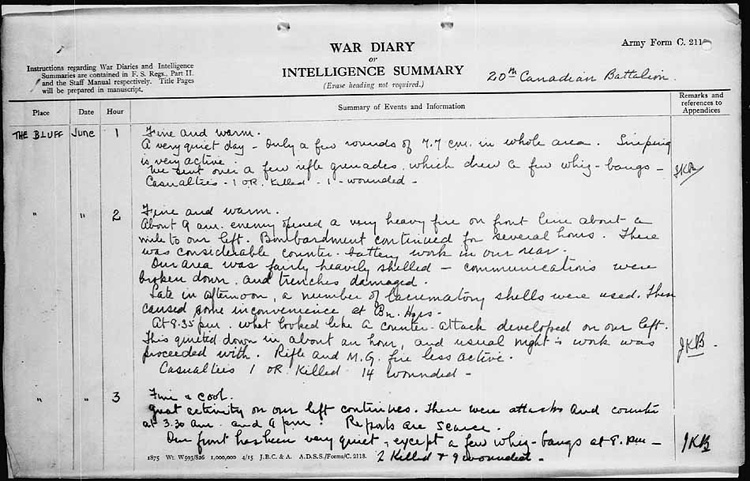 WAR DIARY
or
INTELLIGENCE SUMMARY
(Erase heading not required.)
Army Form C. 2118
20th Canadian Battalion.
Instructions regarding War Diaries and Intelligence
Summaries are contained in F. S. Regs., Part II.
and the Staff Manual respectively. Title Pages
will be prepared in manuscript.
Place Date Hour Summary of Events and Information Remarks and
references to
Appendices
THE BLUFF June 1 Fine and warm.
A very quiet day - Only a few rounds of 7.7 cm. in whole area. Sniping
is very active.
We sent over a few rifle grenades, which drew a few whiz-bangs -
Casualties - 1 OR. Killed - 1 - wounded - JKB
" " 2 Fine and warm.
About 9 am. enemy opened a very heavy fire on front line about a
mile to our left. Bombardment continued for several hours. There
was considerable counter-battery work in our rear.
Our area was fairly heavily shelled - communications were
broken down, and trenches damaged.
Late in afternoon, a number of lacrematory shells were used. These
caused some inconvenience at Bn. Hqrs.
At 8.35 pm. what looked like a counter-attack developed on our left.
This quieted down in about an hour, and usual night's work was
proceeded with. Rifle and M.G. fire less active.
Casualties 1 OR Killed 14 wounded - JKB.
" " 3 Fine & cool.
Great activity on our left continues. There were attacks and counter
at 3.30 am. and 9 pm. Reports are scarce.
Our front has been very quiet, except a few whiz-bangs at 8. pm -
2 Killed & 9 wounded - JKB
1875 Wt. W593/826 1,000,000 4/15 J.B.C. & A. A.D.S.S./Forms/C. 2118.